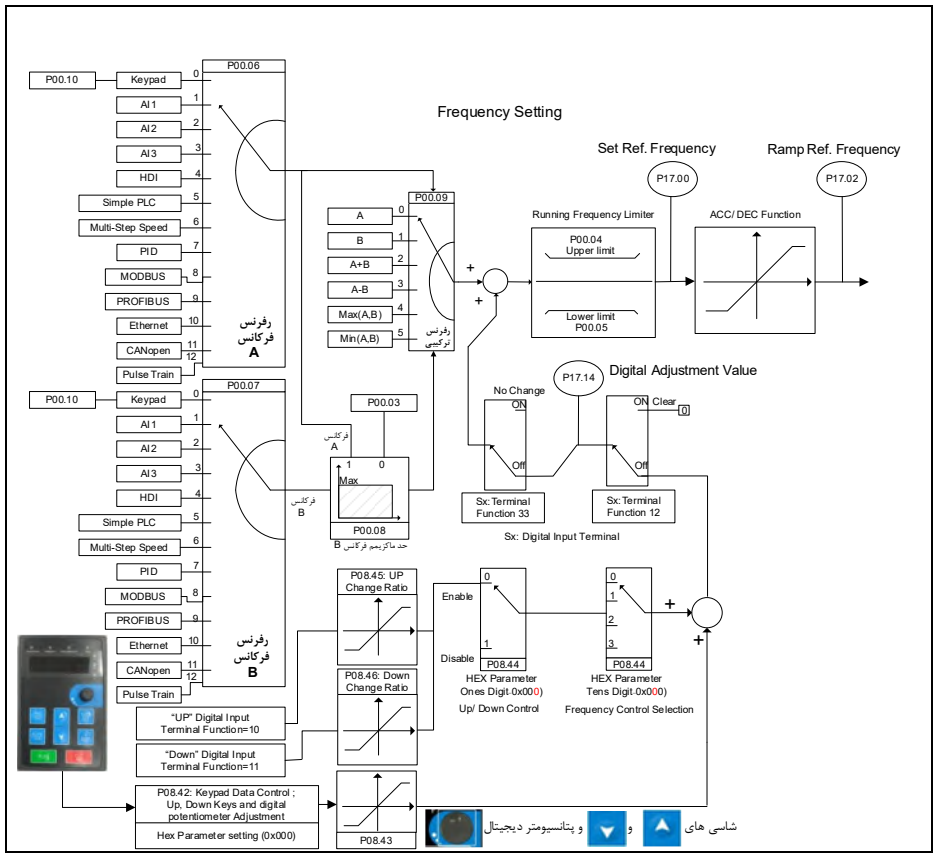 Frequency Setting
P00.06
P00.10
Keypad
0
AI1
1
AI2
2
AI3
3
HDI
4
Simple PLC
5
Multi-Step Speed
6
PID
7
MODBUS
8
PROFIBUS
9
Ethernet
10
CANopen
11
12
Pulse Train
رفرنس
فرکانس
A
P00.09
A
0
B
1
A+B
2
A-B
3
Max(A,B)
4
Min(A,B)
5
رفرنس
ترکیبی
+
+
Running Frequency Limiter
P00.04
Upper limit
Lower limit
P00.05
Set Ref. Frequency
P17.00
ACC/ DEC Function
Ramp Ref. Frequency
P17.02
P00.07
P00.10
Keypad
0
AI1
1
AI2
2
AI3
3
HDI
4
Simple PLC
5
Multi-Step Speed
6
PID
7
MODBUS
8
PROFIBUS
9
Ethernet
10
CANopen
11
12
Pulse Train
رفرنس
فرکانس
B
P00.03
فرکانس
A
فرکانس
B
1 0
Max
P00.08
حد ماکزیمم فرکانس B
No Change
ON
Off
Sx: Terminal
Function 33
P17.14
Digital Adjustment Value
ON
Clear
0
Off
Sx: Terminal
Function 12
Sx: Digital Input Terminal
P08.45: UP
Change Ratio
P08.46: Down
Change Ratio
Enable
0
Disable
1
P08.44
HEX Parameter
Ones Digit-0x000)
Up/ Down Control
0
1
2
3
P08.44
HEX Parameter
Tens Digit-0x000)
Frequency Control Selection
+
+
“UP” Digital Input
Terminal Function=10
“Down” Digital Input
Terminal Function=11
P08.42: Keypad Data Control ;
Up, Down Keys and digital
potentiometer Adjustment
Hex Parameter setting (0x000)
P08.43
شاسی های و و پتانسیومتر دیجیتال